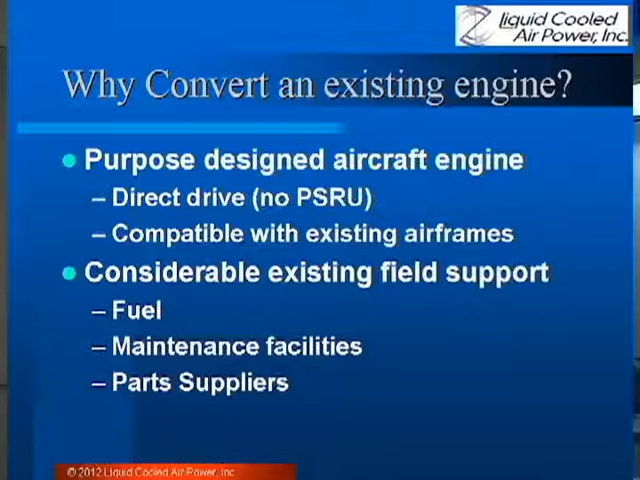 Liquid Cooled
Air Power, Inc.
Why Convert an existing engine?
Purpose designed aircraft engine
– Direct drive (no PSRU)
– Compatible with existing airframes
Considerable existing field support
– Fuel
– Maintenance facilities
– Parts Suppliers
© 2012 Liquid Cooled Air Power, Inc.